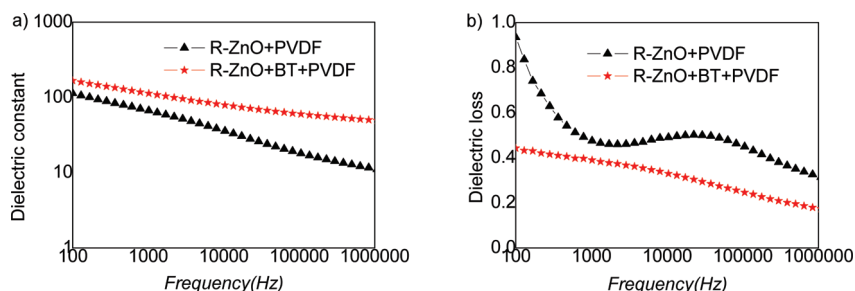 a)
1000
100
10
1
Dielectric constant
R-ZnO+PVDF
R-ZnO+BT+PVDF
100 1000 10000 100000 1000000
Frequency(Hz)
b)
1.0
0.8
0.6
0.4
0.2
0.0
Dielectric loss
R-ZnO+PVDF
R-ZnO+BT+PVDF
100 1000 10000 100000 1000000
Frequency(Hz)